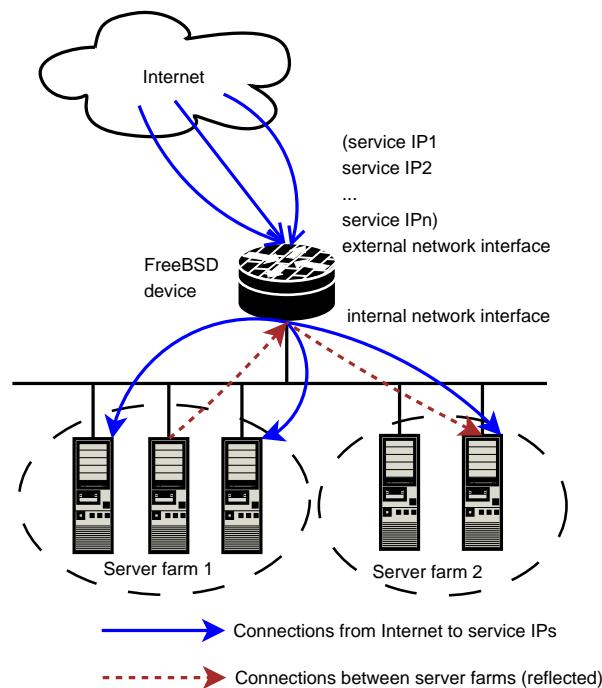 Internet
(service IP1
service IP2
...
service IPn)
external network interface
FreeBSD
device
internal network interface
Server farm 1
Server farm 2
Connections from Internet to service IPs
Connections between server farms (reflected)